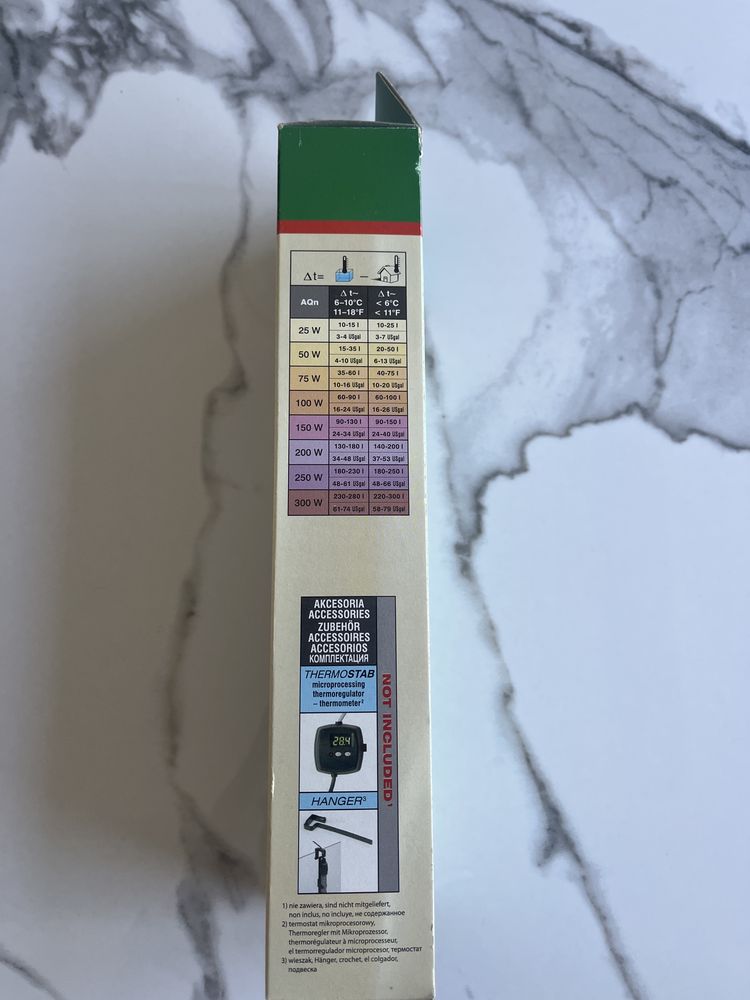 Δt= –
AQn Δ t~ 6–10°C 11–18°F Δ t~ < 6°C < 11°F
25 W 10-15 l 10-25 l
3-4 USgal 3-7 USgal
50 W 15-35 l 20-50 l
4-10 USgal 6-13 USgal
75 W 35-60 l 40-75 l
10-16 USgal 10-20 USgal
100 W 60-90 l 60-100 l
16-24 USgal 16-26 USgal
150 W 90-130 l 90-150 l
24-34 USgal 24-40 USgal
200 W 130-180 l 140-200 l
34-48 USgal 37-53 USgal
250 W 180-230 l 180-250 l
48-61 USgal 48-66 USgal
300 W 230-280 l 220-300 l
61-74 USgal 58-79 USgal
AKCESORIA
ACCESSORIES
ZUBEHÖR
ACCESSOIRES
ACCESORIOS
КОМПЛЕКТАЦИЯ
THERMOSTAB
microprocessing
thermoregulator
– thermometer²
NOT INCLUDED¹
28.4
HANGER³
1) nie zawiera, sind nicht mitgeliefert,
non inclus, no incluye, не содержанное
2) termostat mikroprocesorowy,
Thermoregler mit Mikroprozessor,
thermorégulateur à microprocesseur,
el termorregulador microprocesor, термостат
3) wieszak, Hänger, crochet, el colgador,
подвеска